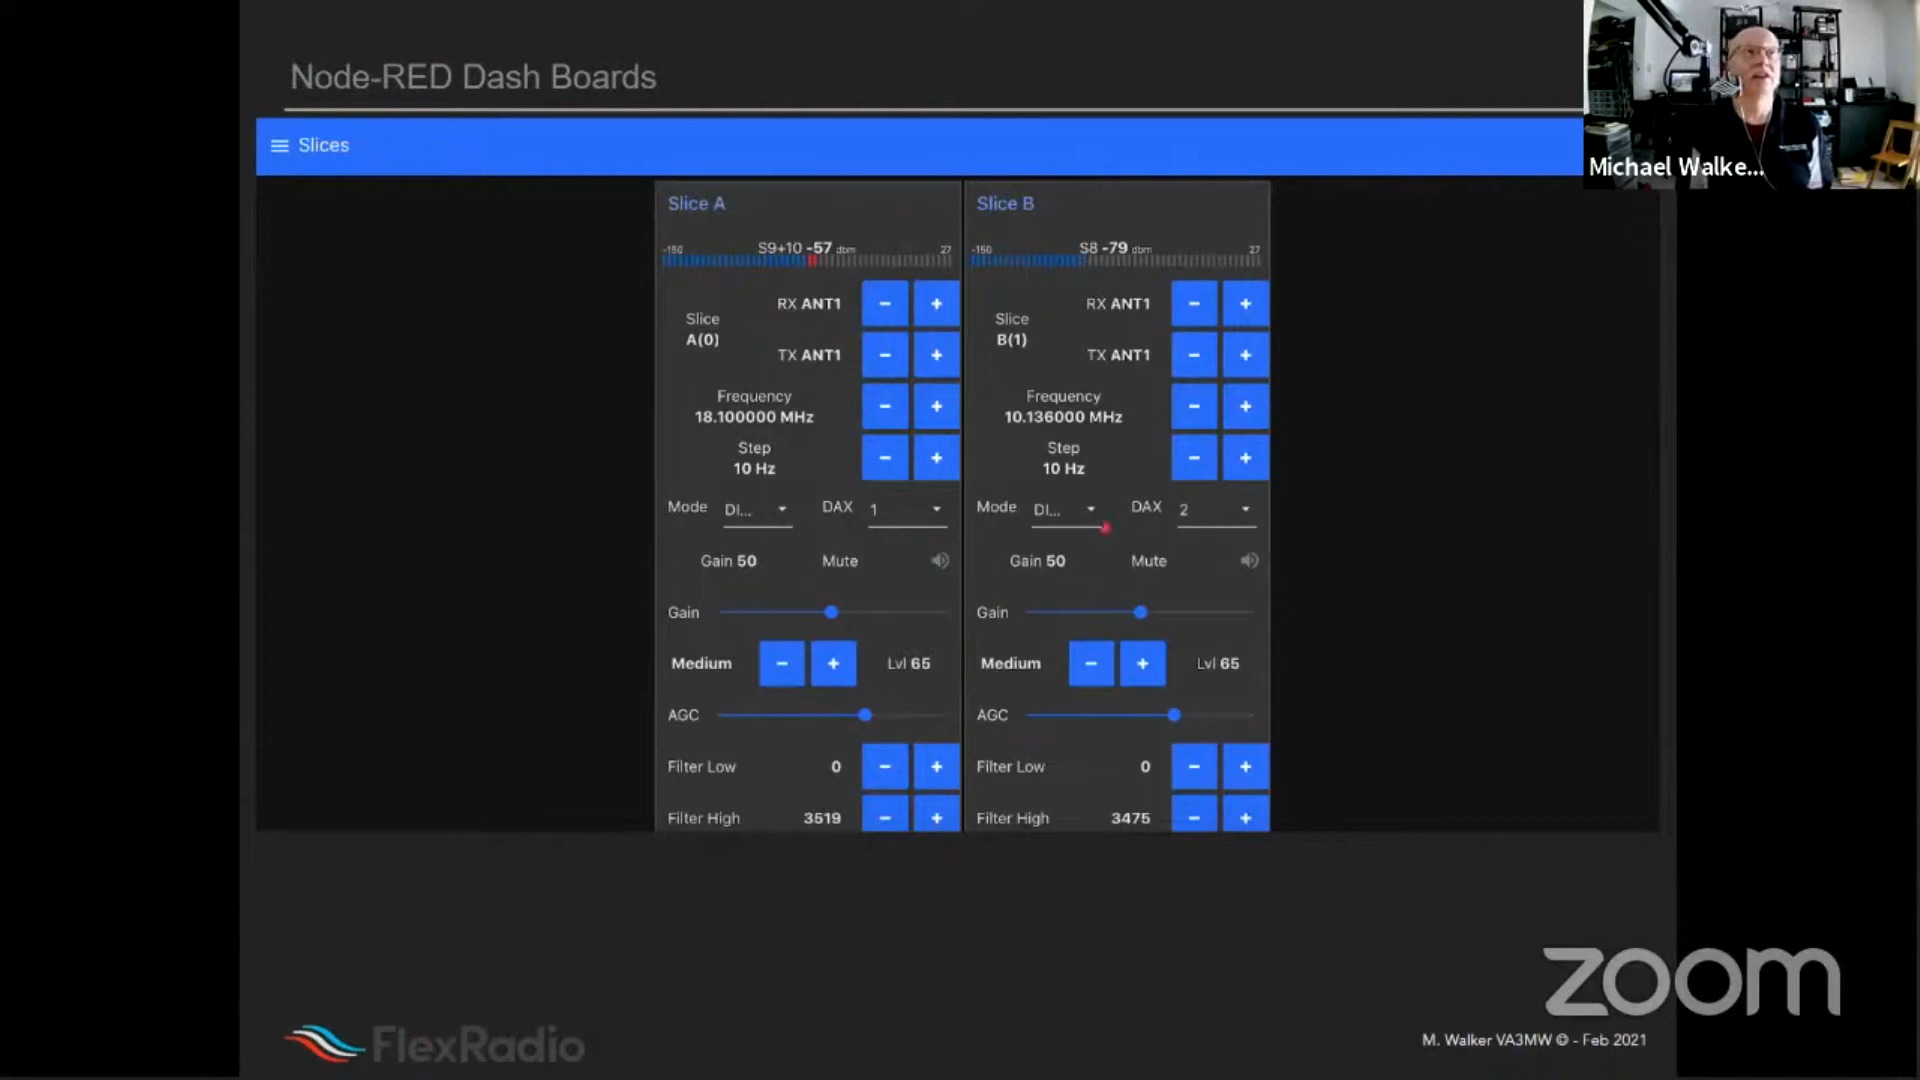 Node-RED Dash Boards
Michael Walke...
Slices
Slice A
-150 S9+10 -57 dbm 27
RX ANT1 - +
Slice
A(0)
TX ANT1 - +
Frequency
18.100000 MHz - +
Step
10 Hz - +
Mode DI... DAX 1
Gain 50 Mute
Gain
Medium - + Lvl 65
AGC
Filter Low 0 - +
Filter High 3519 - +
Slice B
-150 S8 -79 dbm 27
RX ANT1 - +
Slice
B(1)
TX ANT1 - +
Frequency
10.136000 MHz - +
Step
10 Hz - +
Mode DI... DAX 2
Gain 50 Mute
Gain
Medium - + Lvl 65
AGC
Filter Low 0 - +
Filter High 3475 - +
zoom
FlexRadio
M. Walker VA3MW © - Feb 2021